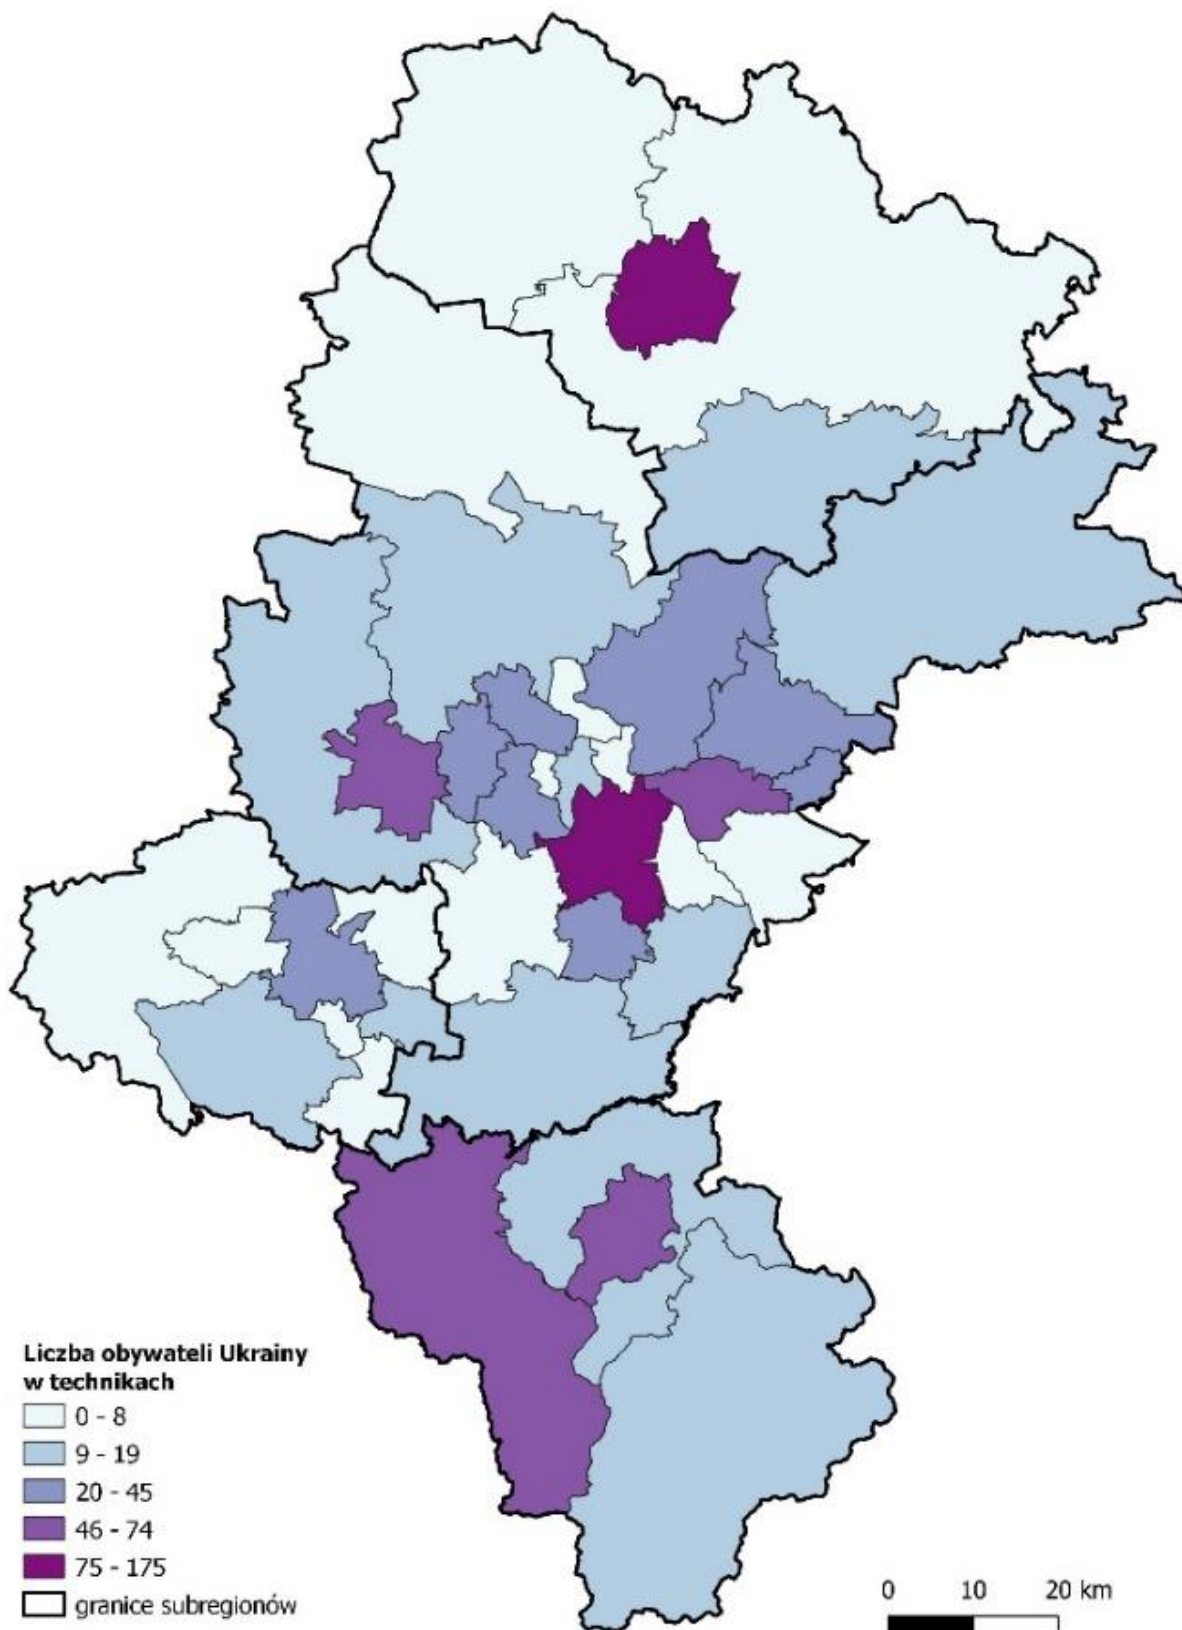 Liczba obywateli Ukrainy
w technikach
0 - 8
9 - 19
20 - 45
46 - 74
75 - 175
granice subregionów
0 10 20 km